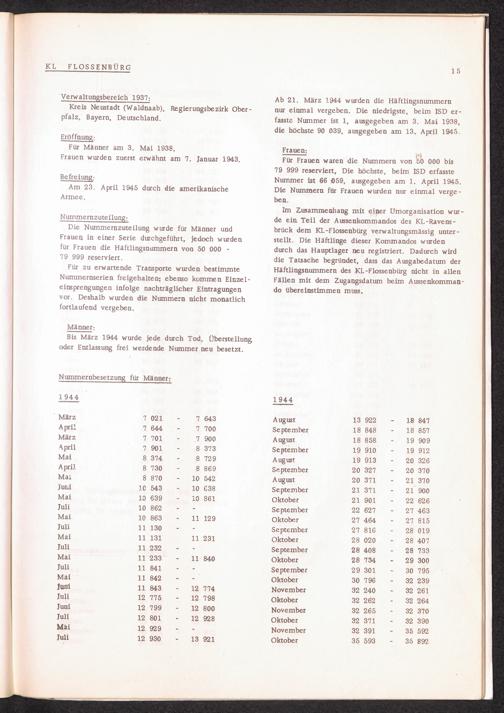 KL FLOSSENBÜRG
15
Verwaltungsbereich 1937:
Kreis Neustadt (Waldnaab), Regierungsbezirk Ober-
pfalz, Bayern, Deutschland.
Eröffnung:
Für Männer am 3. Mai 1938,
Frauen wurden zuerst erwähnt am 7. Januar 1943.
Befreiung:
Am 23. April 1945 durch die amerikanische
Armee.
Nummernzuteilung:
Die Nummernzuteilung wurde für Männer und
Frauen in einer Serie durchgeführt, jedoch wurden
für Frauen die Häftlingsnummern von 50 000 -
79 999 reserviert.
Für zu erwartende Transporte wurden bestimmte
Nummernserien freigehalten; ebenso kommen Einzel-
einsprengungen infolge nachträglicher Eintragungen
vor. Deshalb wurden die Nummern nicht monatlich
fortlaufend vergeben.
Männer:
Bis März 1944 wurde jede durch Tod, Überstellung
oder Entlassung frei werdende Nummer neu besetzt.
Ab 21. März 1944 wurden die Häftlingsnummern
nur einmal vergeben. Die niedrigste, beim ISD er-
fasste Nummer ist 1, ausgegeben am 3. Mai 1938,
die höchste 90 039, ausgegeben am 13. April 1945.
Frauen:
Für Frauen waren die Nummern von 50 000 bis
79 999 reserviert, Die höchste, beim ISD erfasste
Nummer ist 66 059, ausgegeben am 1. April 1945.
Die Nummern für Frauen wurden nur einmal verge-
ben.
Im Zusammenhang mit einer Umorganisation wur-
de ein Teil der Aussenkommandos des KL-Ravens-
brück dem KL-Flossenbürg verwaltungsmässig unter-
stellt. Die Häftlinge dieser Kommandos wurden
durch das Hauptlager neu registriert. Dadurch wird
die Tatsache begründet, dass das Ausgabedatum der
Häftlingsnummern des KL-Flossenbürg nicht in allen
Fällen mit dem Zugangsdatum beim Aussenkomman-
do übereinstimmen muss.
Nummernbesetzung für Männer:
1944
März 7 021 - 7 643
April 7 644 - 7 700
März 7 701 - 7 900
April 7 901 - 8 373
Mai 8 374 - 8 729
April 8 730 - 8 869
Mai 8 870 - 10 542
Juni 10 543 - 10 638
Mai 10 639 - 10 861
Juli 10 862 - -
Mai 10 863 - 11 129
Juli 11 130 - -
Mai 11 131 11 231
Juli 11 232 - -
Mai 11 233 - 11 840
Juli 11 841 - -
Mai 11 842 - -
Juni 11 843 - 12 774
Juli 12 775 - 12 798
Juni 12 799 - 12 800
Juli 12 801 - 12 928
Mai 12 929 - -
Juli 12 930 - 13 921
1944
August 13 922 - 18 847
September 18 848 - 18 857
August 18 858 - 19 909
September 19 910 - 19 912
August 19 913 - 20 326
September 20 327 - 20 370
August 20 371 - 21 370
September 21 371 - 21 900
Oktober 21 901 - 22 626
September 22 627 - 27 463
Oktober 27 464 - 27 815
September 27 816 - 28 019
Oktober 28 020 - 28 407
September 28 408 - 28 733
Oktober 28 734 - 29 300
September 29 301 - 30 795
Oktober 30 796 - 32 239
November 32 240 - 32 261
Oktober 32 262 - 32 264
November 32 265 - 32 370
Oktober 32 371 - 32 390
November 32 391 - 35 592
Oktober 35 593 - 35 892